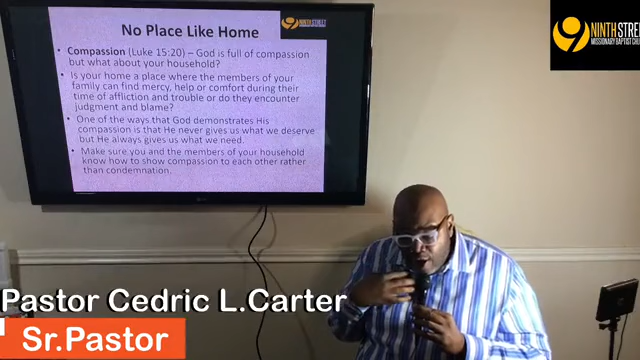 No Place Like Home
NINTH STREET
• Compassion (Luke 15:20) – God is full of compassion
but what about your household?
• Is your home a place where the members of your
family can find mercy, help or comfort during their
time of affliction and trouble or do they encounter
judgment and blame?
• One of the ways that God demonstrates His
compassion is that He never gives us what we deserve
but He always gives us what we need.
• Make sure you and the members of your household
know how to show compassion to each other rather
than condemnation.
NINTH STREE
MISSIONARY BAPTIST CHU
Pastor Cedric L.Carter
Sr.Pastor